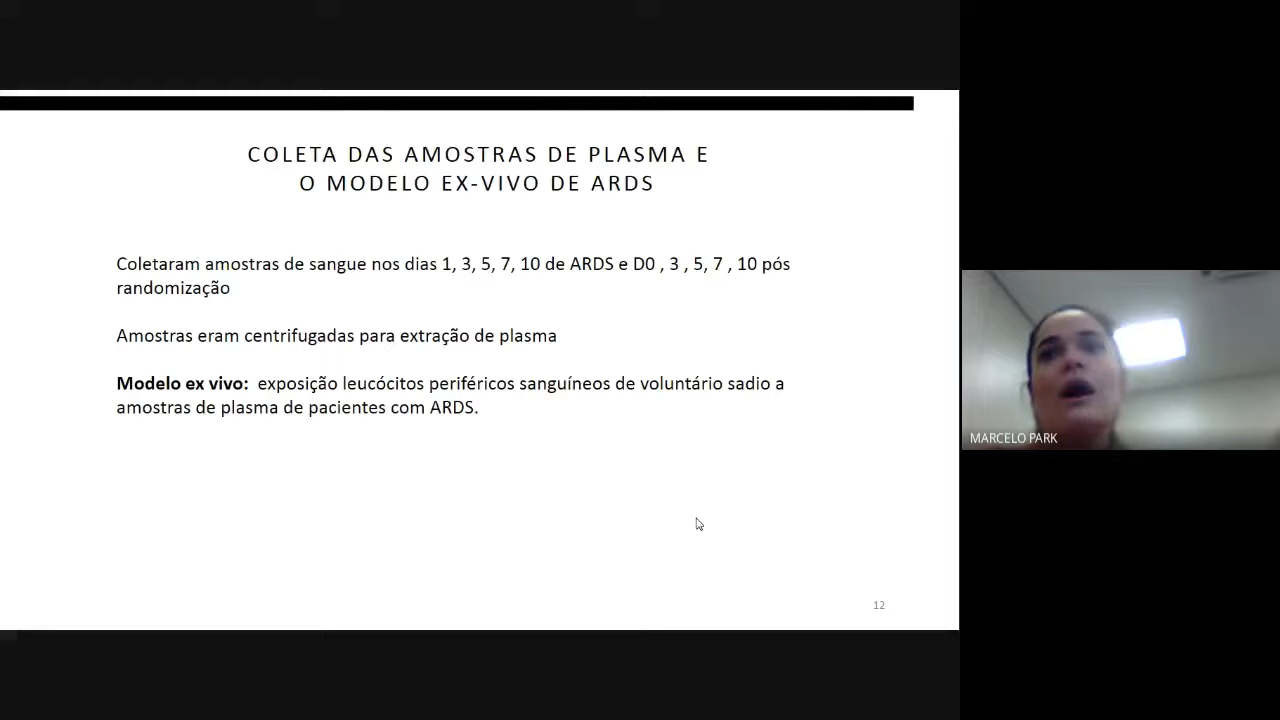 COLETA DAS AMOSTRAS DE PLASMA E
O MODELO EX-VIVO DE ARDS
Coletaram amostras de sangue nos dias 1, 3, 5, 7, 10 de ARDS e D0 , 3 , 5, 7 , 10 pós
randomização
Amostras eram centrifugadas para extração de plasma
Modelo ex vivo:  exposição leucócitos periféricos sanguíneos de voluntário sadio a
amostras de plasma de pacientes com ARDS.
MARCELO PARK
12